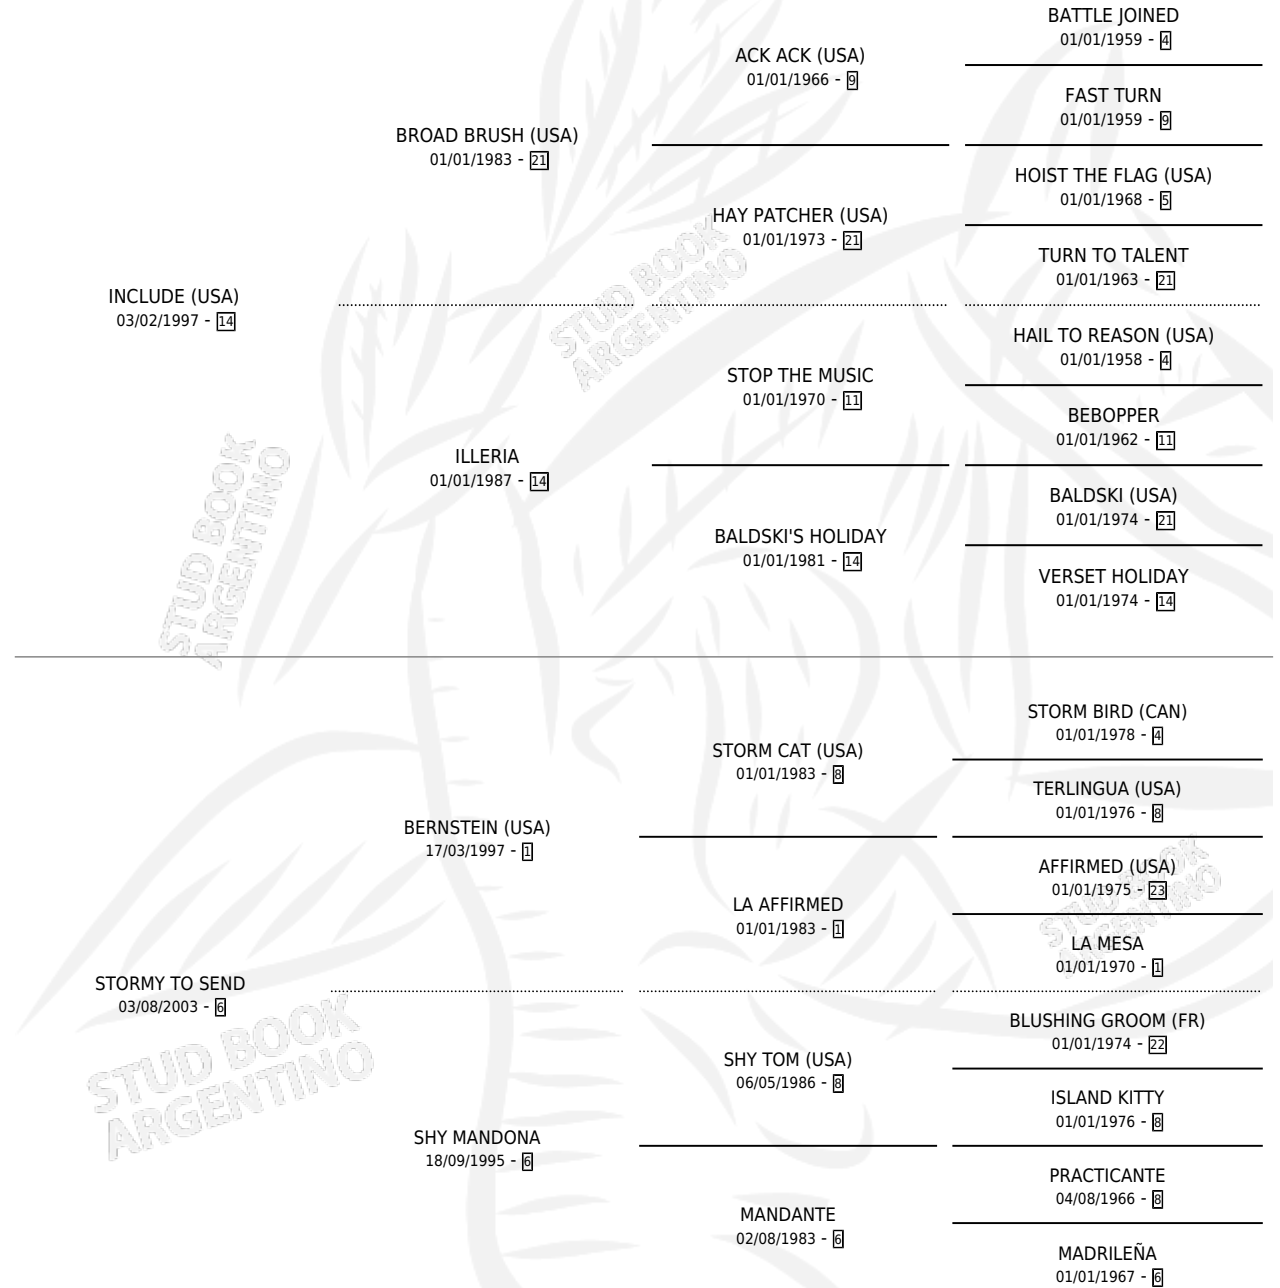 BATTLE JOINED
01/01/1959 - 4
ACK ACK (USA)
01/01/1966 - 9
FAST TURN
01/01/1959 - 9
BROAD BRUSH (USA)
01/01/1983 - 21
HOIST THE FLAG (USA)
01/01/1968 - 5
HAY PATCHER (USA)
01/01/1973 - 21
TURN TO TALENT
01/01/1963 - 21
INCLUDE (USA)
03/02/1997 - 14
HAIL TO REASON (USA)
01/01/1958 - 4
STOP THE MUSIC
01/01/1970 - 11
BEBOPPER
01/01/1962 - 11
ILLERIA
01/01/1987 - 14
BALDSKI (USA)
01/01/1974 - 21
BALDSKI'S HOLIDAY
01/01/1981 - 14
VERSET HOLIDAY
01/01/1974 - 14
STUD BOOK
ARGENTINO
STUD BOOK
ARGENTINO
STORM BIRD (CAN)
01/01/1978 - 4
STORM CAT (USA)
01/01/1983 - 8
TERLINGUA (USA)
01/01/1976 - 8
BERNSTEIN (USA)
17/03/1997 - 1
AFFIRMED (USA)
01/01/1975 - 23
LA AFFIRMED
01/01/1983 - 1
LA MESA
01/01/1970 - 1
STORMY TO SEND
03/08/2003 - 6
BLUSHING GROOM (FR)
01/01/1974 - 22
SHY TOM (USA)
06/05/1986 - 8
ISLAND KITTY
01/01/1976 - 8
SHY MANDONA
18/09/1995 - 6
PRACTICANTE
04/08/1966 - 8
MANDANTE
02/08/1983 - 6
MADRILEÑA
01/01/1967 - 6
STUD BOOK
ARGENTINO
STUD BOOK
ARGENTINO